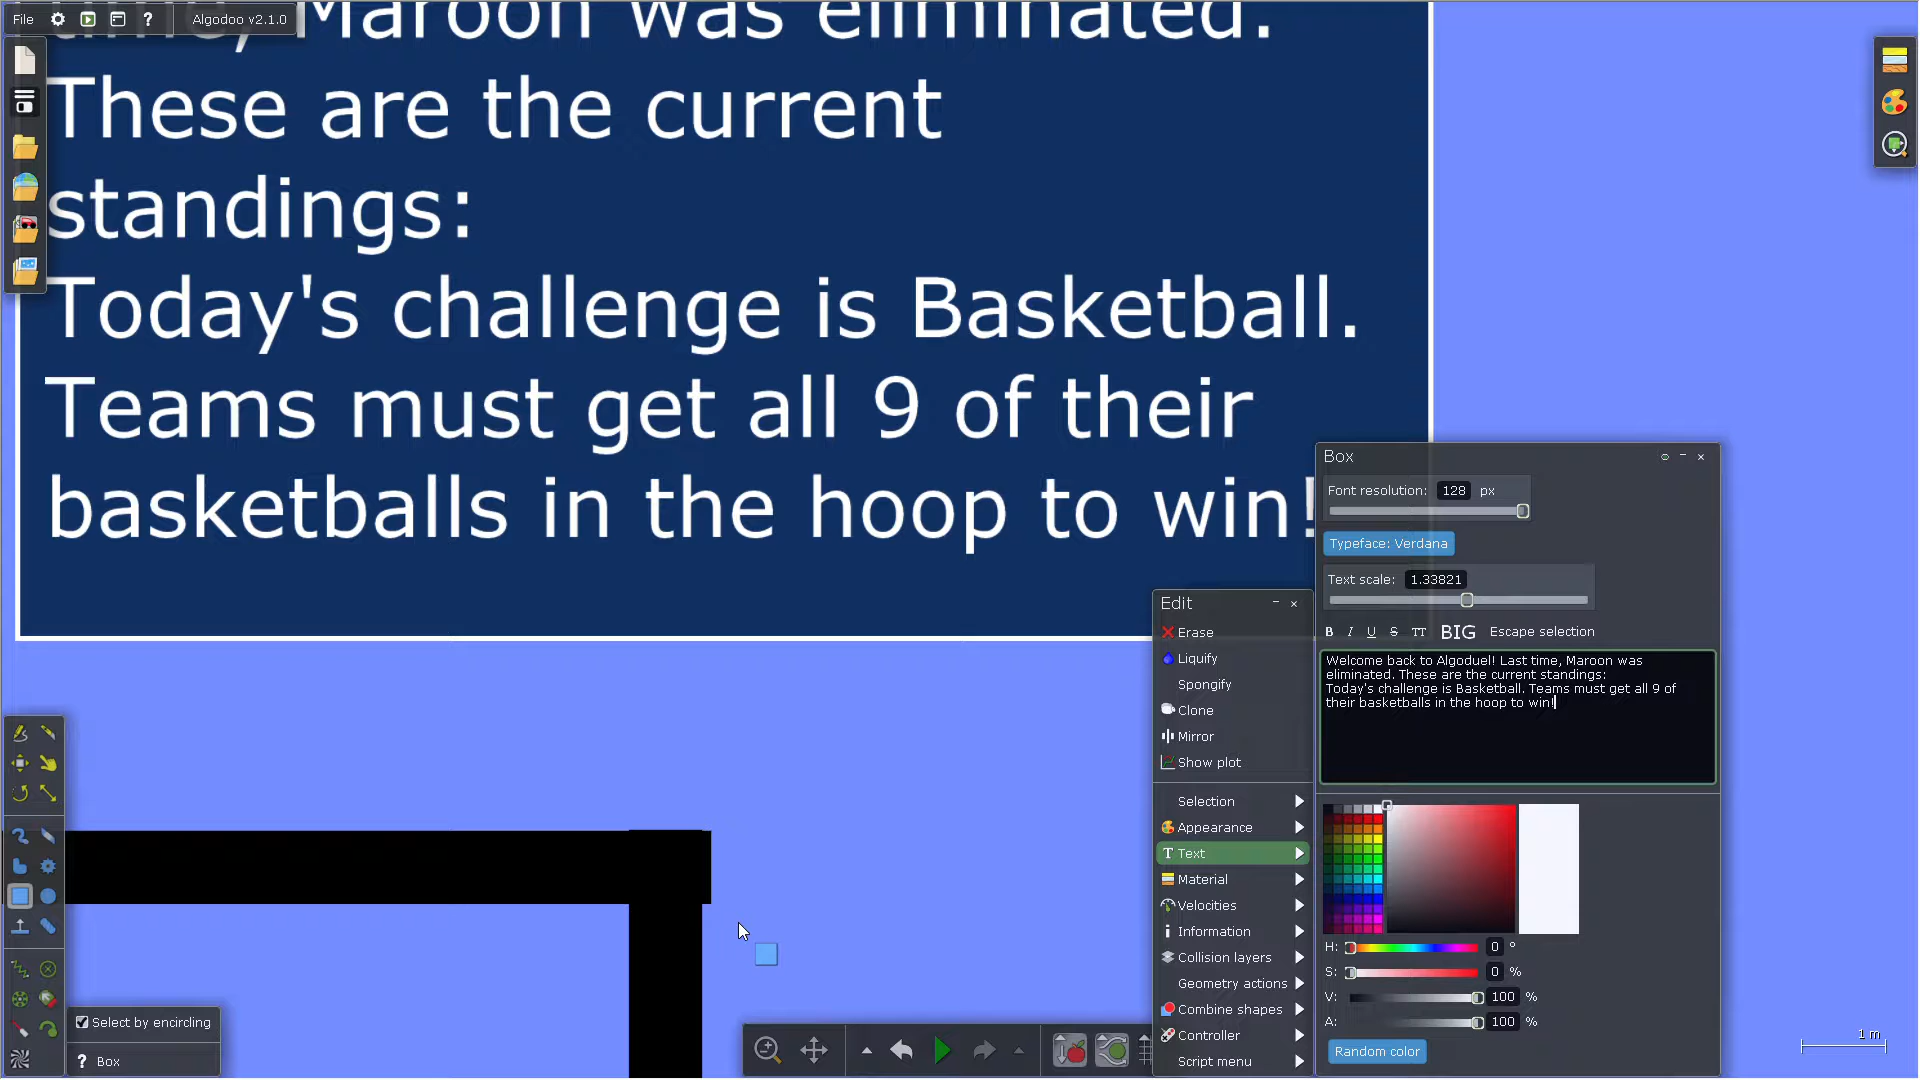 File
Algodoo v2.1.0
time, Maroon was eliminated.
These are the current
standings:
Today's challenge is Basketball.
Teams must get all 9 of their
basketballs in the hoop to win!
Box
Font resolution: 128 px
Typeface: Verdana
Text scale: 1.33821
B I U S TT BIG Escape selection
Welcome back to Algoduel! Last time, Maroon was
eliminated. These are the current standings:
Today's challenge is Basketball. Teams must get all 9 of
their basketballs in the hoop to win!
H: 0 °
S: 0 %
V: 100 %
A: 100 %
Random color
Edit
Erase
Liquify
Spongify
Clone
Mirror
Show plot
Selection
Appearance
T Text
Material
Velocities
Information
Collision layers
Geometry actions
Combine shapes
Controller
Script menu
Select by encircling
? Box
1 m